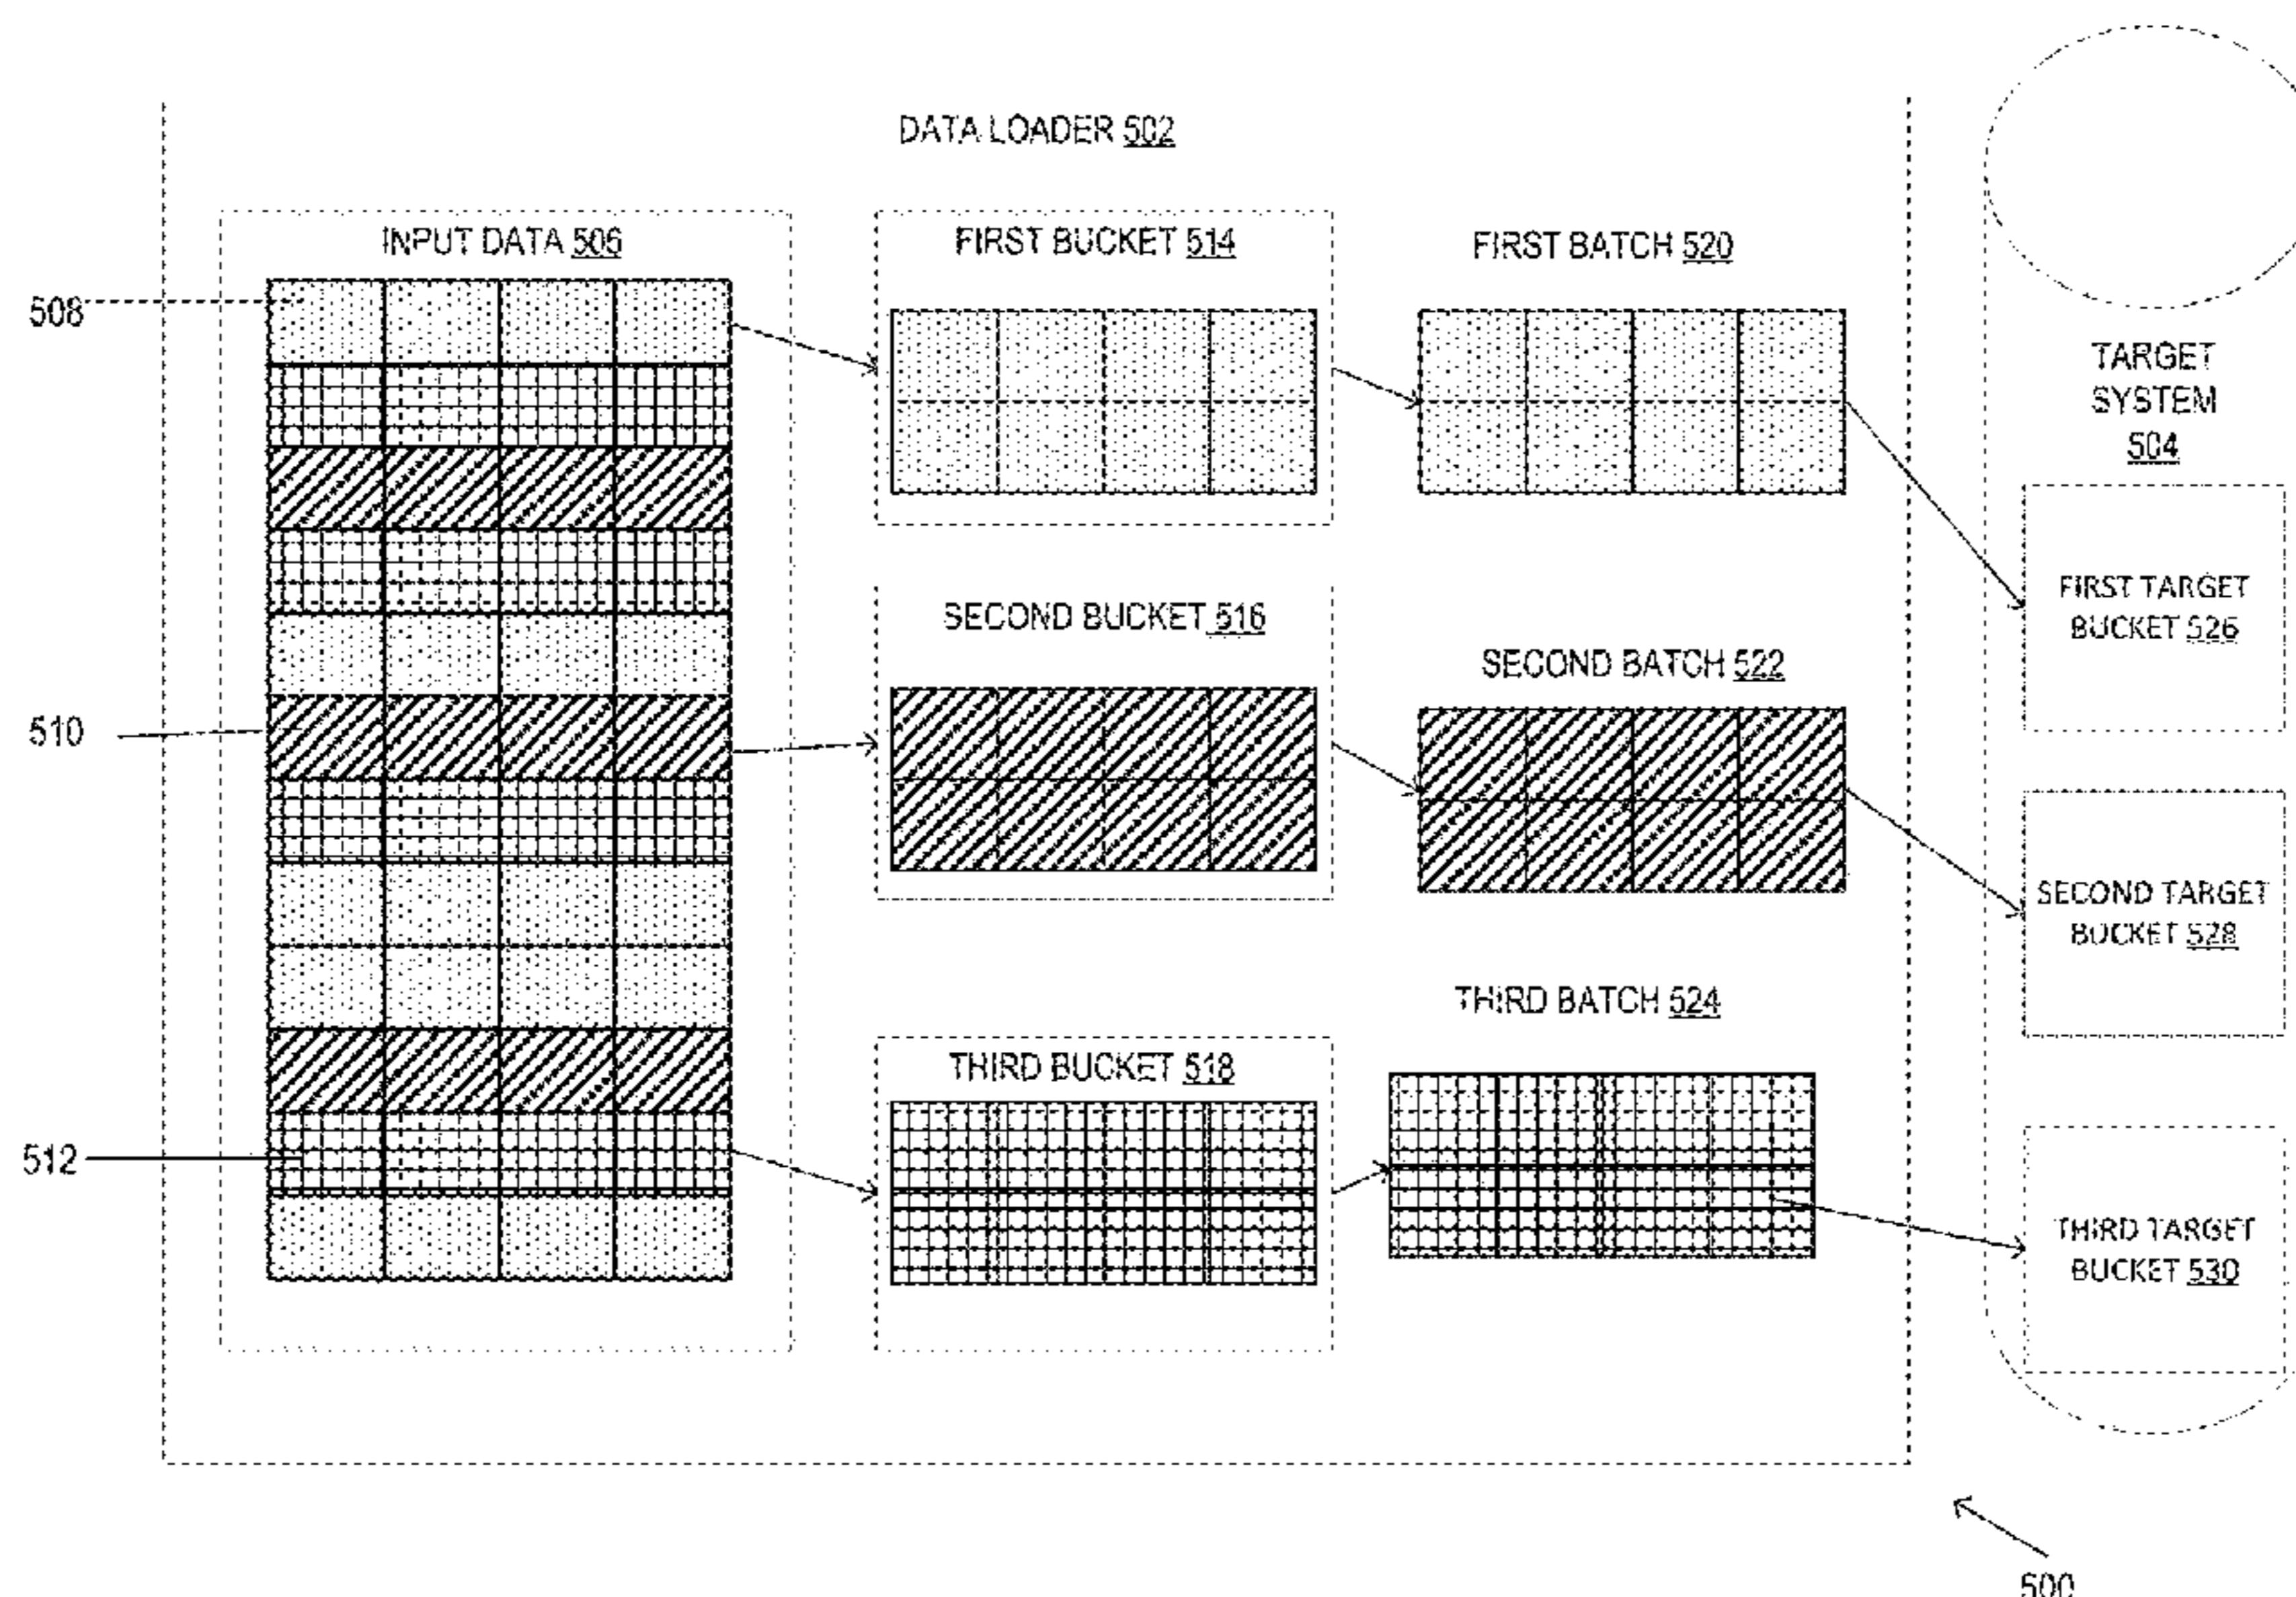 DATA LOADER 502
INPUT DATA 506
FIRST BUCKET 514
FIRST BATCH 520
508
TARGET
SYSTEM
504
FIRST TARGET
BUCKET 526
SECOND BUCKET 516
SECOND BATCH 522
510
SECOND TARGET
BUCKET 528
THIRD BATCH 524
THIRD BUCKET 518
512
THIRD TARGET
BUCKET 530
500